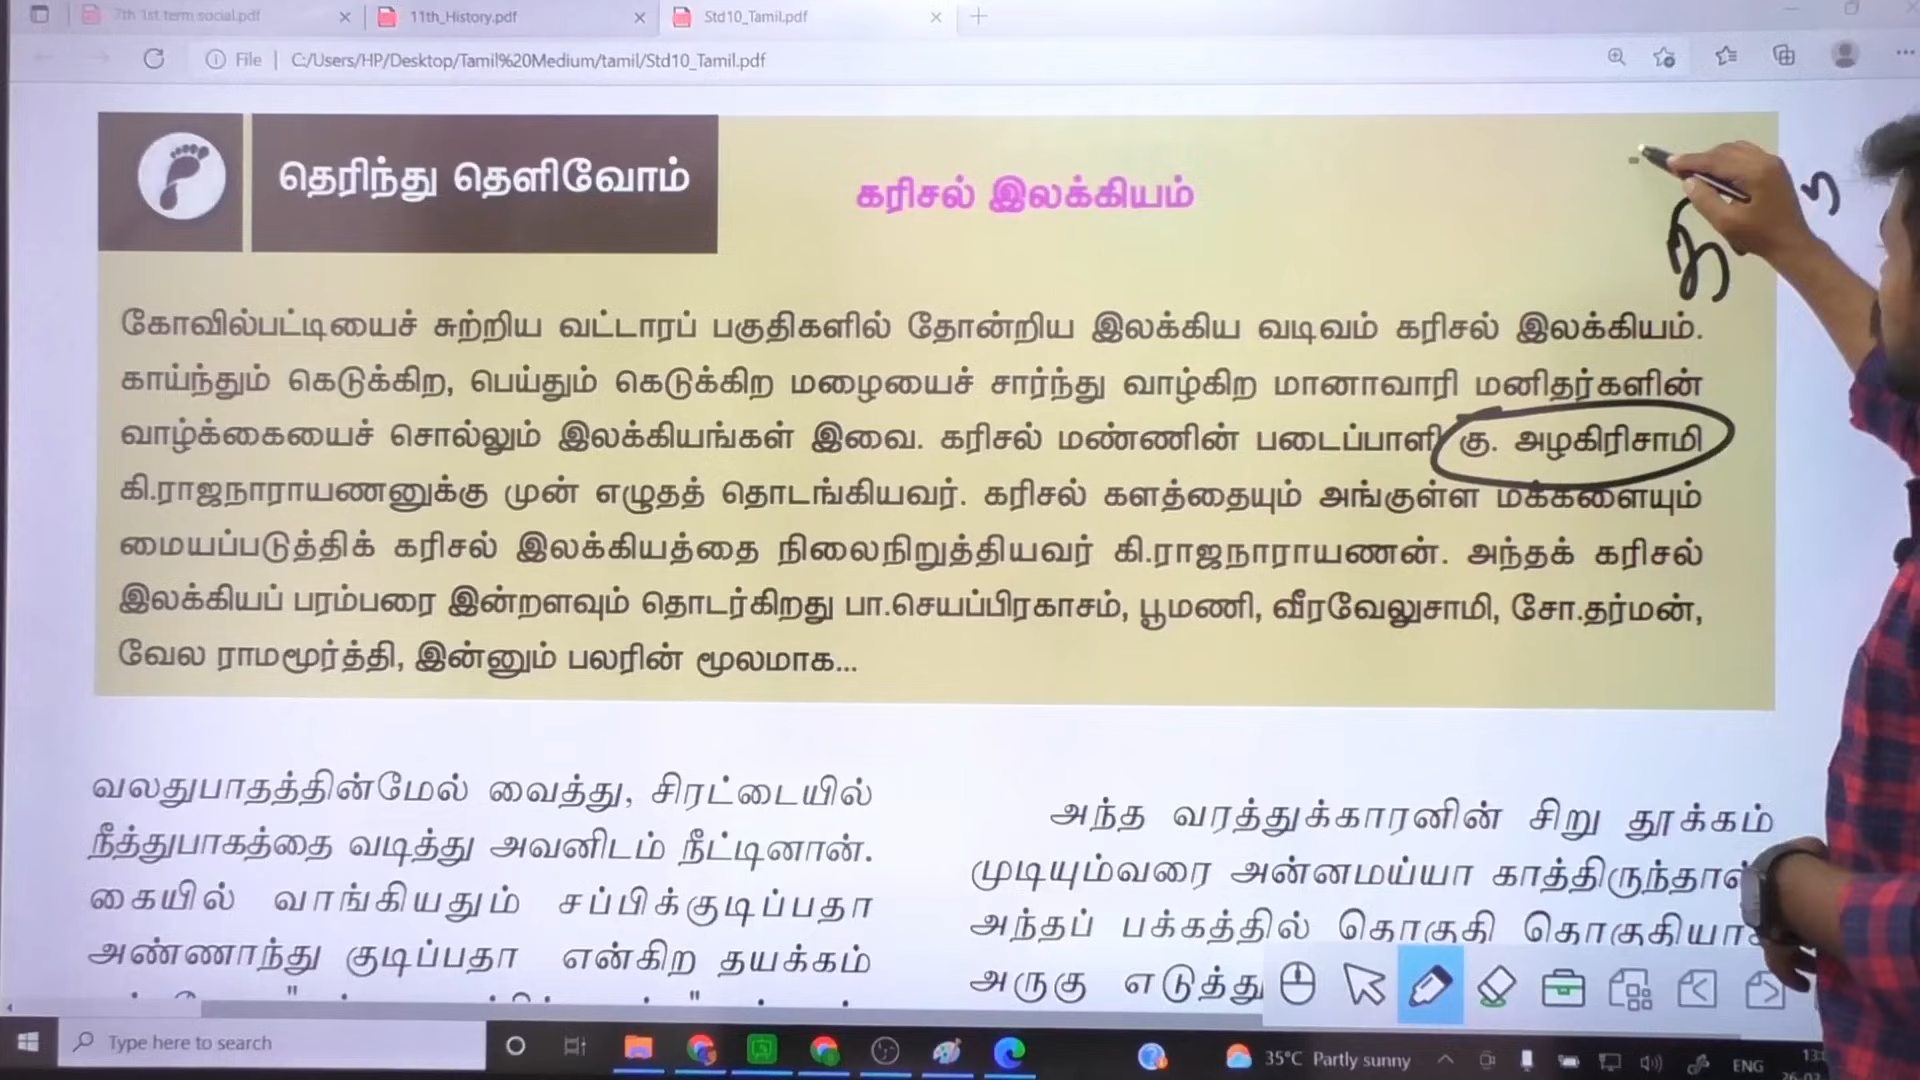 7th 1st term social.pdf
11th_History.pdf
Std10_Tamil.pdf
File
C:/Users/HP/Desktop/Tamil%20Medium/tamil/Std10_Tamil.pdf
தெரிந்து தெளிவோம்
கரிசல் இலக்கியம்
கோவில்பட்டியைச் சுற்றிய வட்டாரப் பகுதிகளில் தோன்றிய இலக்கிய வடிவம் கரிசல் இலக்கியம்.
காய்ந்தும் கெடுக்கிற, பெய்தும் கெடுக்கிற மழையைச் சார்ந்து வாழ்கிற மானாவாரி மனிதர்களின்
வாழ்க்கையைச் சொல்லும் இலக்கியங்கள் இவை. கரிசல் மண்ணின் படைப்பாளி கு. அழகிரிசாமி
கி.ராஜநாராயணனுக்கு முன் எழுதத் தொடங்கியவர். கரிசல் களத்தையும் அங்குள்ள மக்களையும்
மையப்படுத்திக் கரிசல் இலக்கியத்தை நிலைநிறுத்தியவர் கி.ராஜநாராயணன். அந்தக் கரிசல்
இலக்கியப் பரம்பரை இன்றளவும் தொடர்கிறது பா.செயப்பிரகாசம், பூமணி, வீரவேலுசாமி, சோ.தர்மன்,
வேல ராமமூர்த்தி, இன்னும் பலரின் மூலமாக...
வலதுபாதத்தின்மேல் வைத்து, சிரட்டையில்
நீத்துபாகத்தை வடித்து அவனிடம் நீட்டினான்.
கையில் வாங்கியதும் சப்பிக்குடிப்பதா
அண்ணாந்து குடிப்பதா என்கிற தயக்கம்
அந்த வரத்துக்காரனின் சிறு தூக்கம்
முடியும்வரை அன்னமய்யா
அந்தப் பக்கத்தில் தொகுதி
அருகு எடுத்து
Type here to search
35°C Partly sunny
ENG